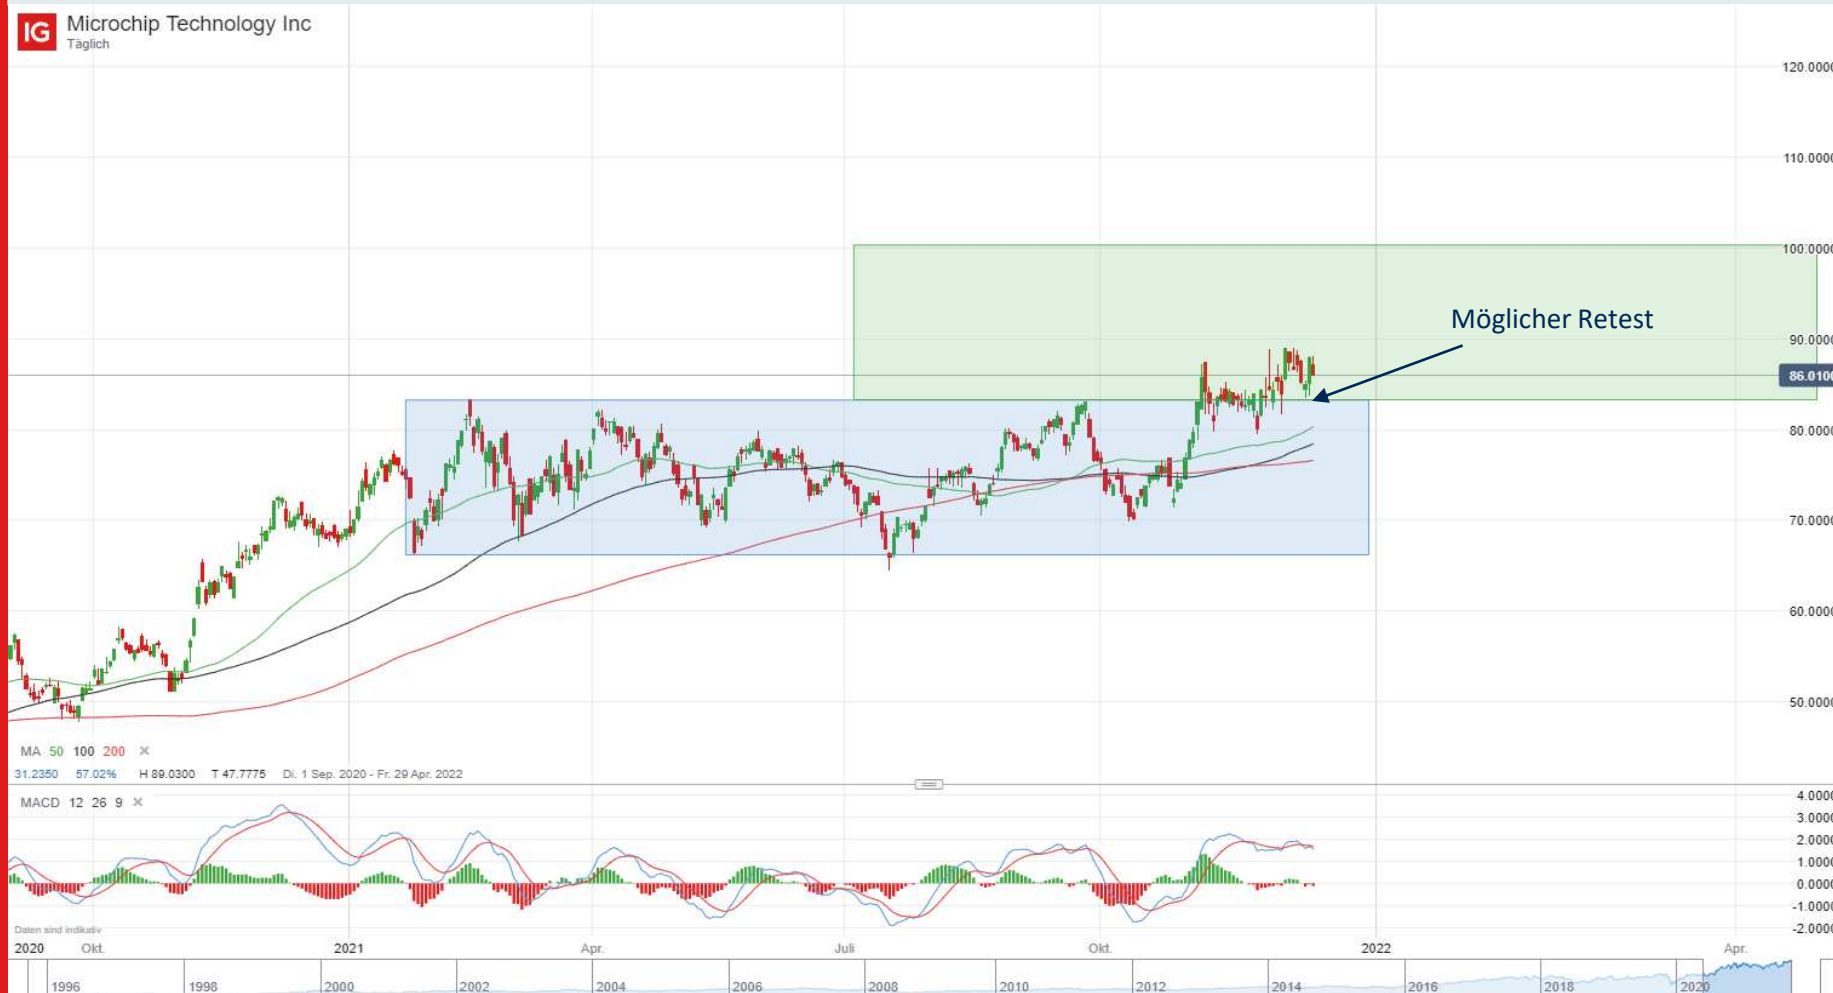 IG
Microchip Technology Inc
Täglich
120.0000
110.0000
100.0000
Möglicher Retest
90.0000
86.0100
80.0000
70.0000
60.0000
50.0000
MA 50 100 200
31.2350 57.02% H 89.0300 T 47.7775 Di. 1 Sep. 2020 - Fr. 29 Apr. 2022
MACD 12 26 9
4.0000
3.0000
2.0000
1.0000
0.0000
-1.0000
-2.0000
Daten sind indikativ
2020 Okt. 2021 Apr. Juli Okt. 2022 Apr.
1996 1998 2000 2002 2004 2006 2008 2010 2012 2014 2016 2018 2020